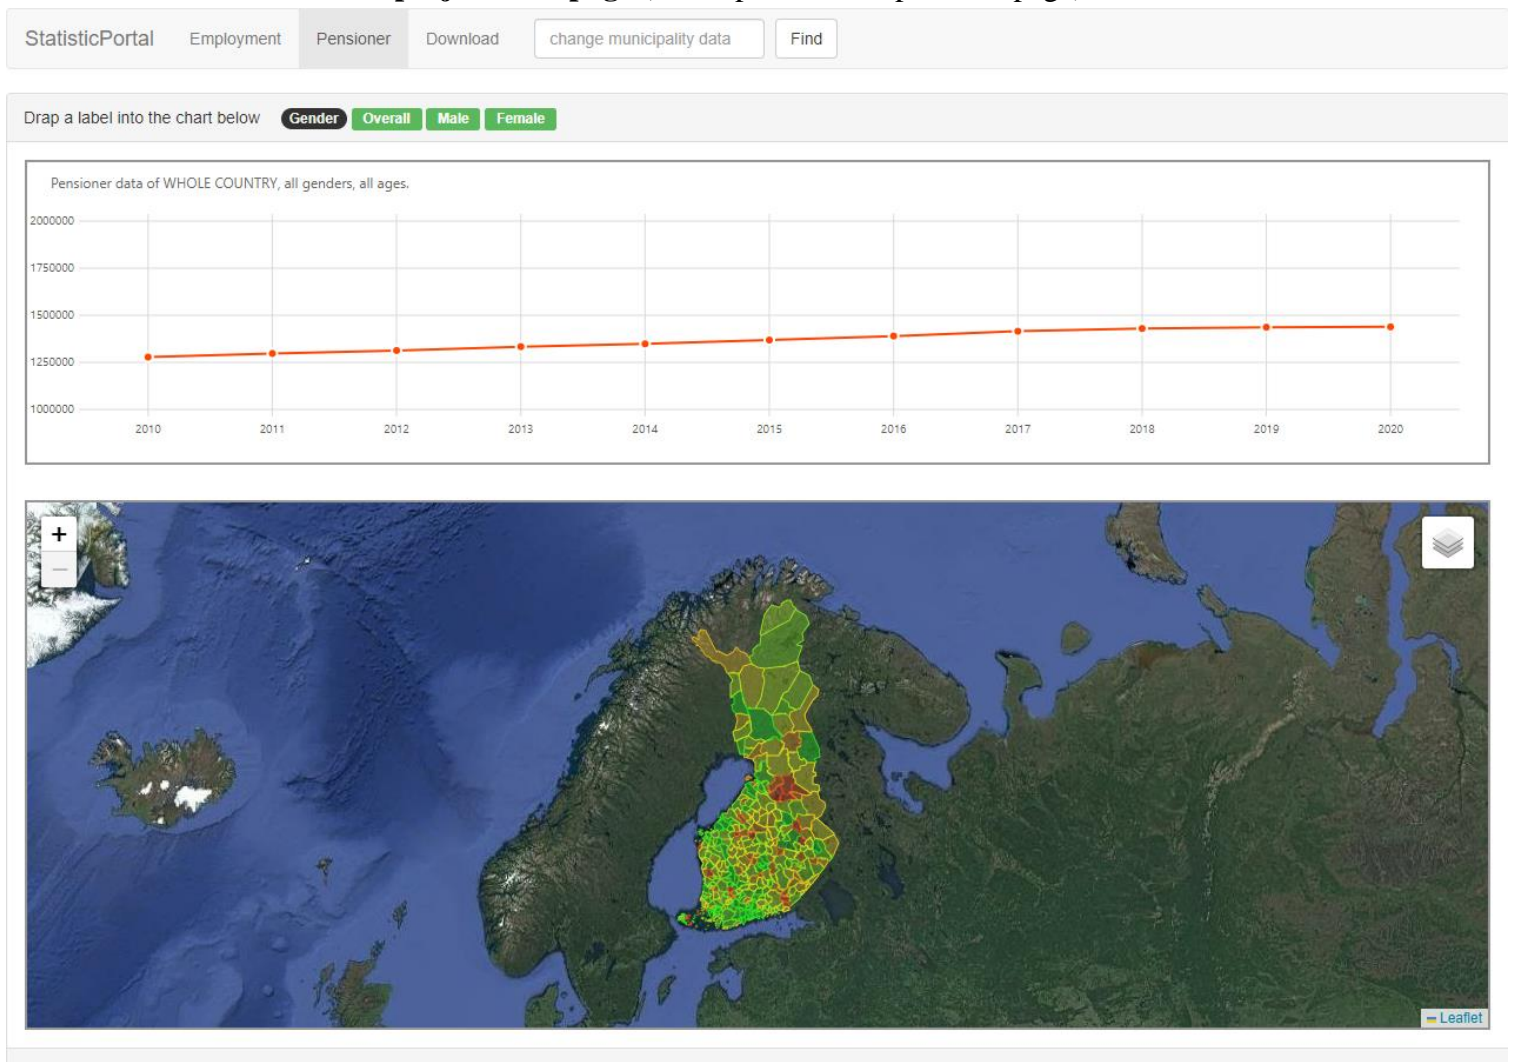 StatisticPortal Employment Pensioner Download change municipality data Find
Drap a label into the chart below Gender Overall Male Female
Pensioner data of WHOLE COUNTRY, all genders, all ages.
2000000
1750000
1500000
1250000
1000000
2010 2011 2012 2013 2014 2015 2016 2017 2018 2019 2020
+
−
Leaflet